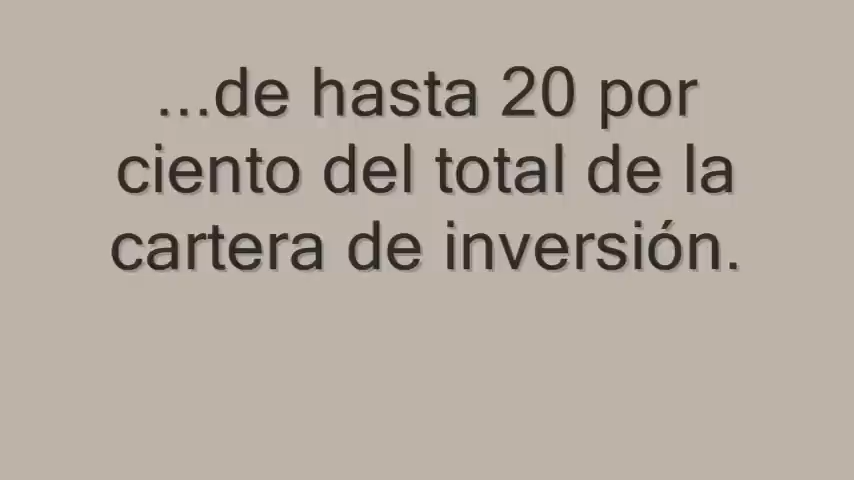 ...de hasta 20 por
ciento del total de la
cartera de inversión.